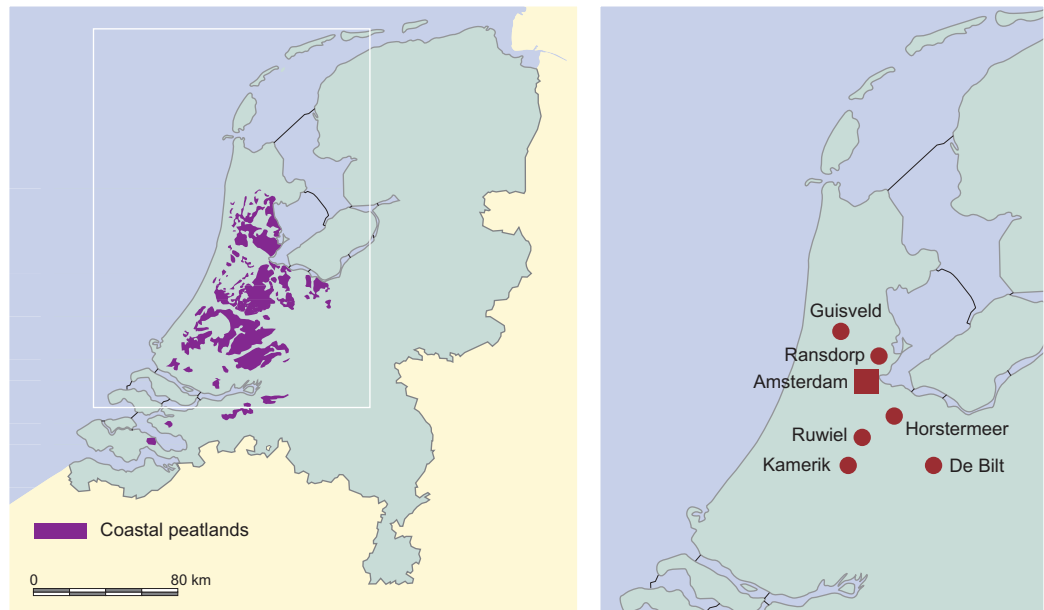 Coastal peatlands
0 80 km
Guisveld
Ransdorp
Amsterdam
Horstermeer
Ruwiel
Kamerik
De Bilt